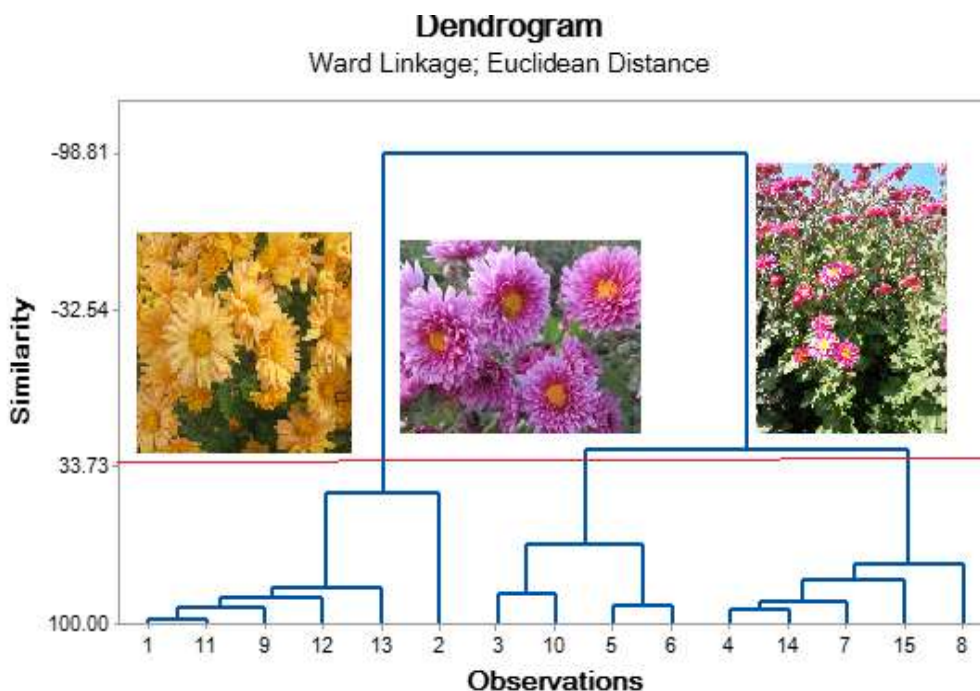 Dendrogram
Ward Linkage; Euclidean Distance
Similarity
-98.81
-32.54
33.73
100.00
1 11 9 12 13 2 3 10 5 6 4 14 7 15 8
Observations